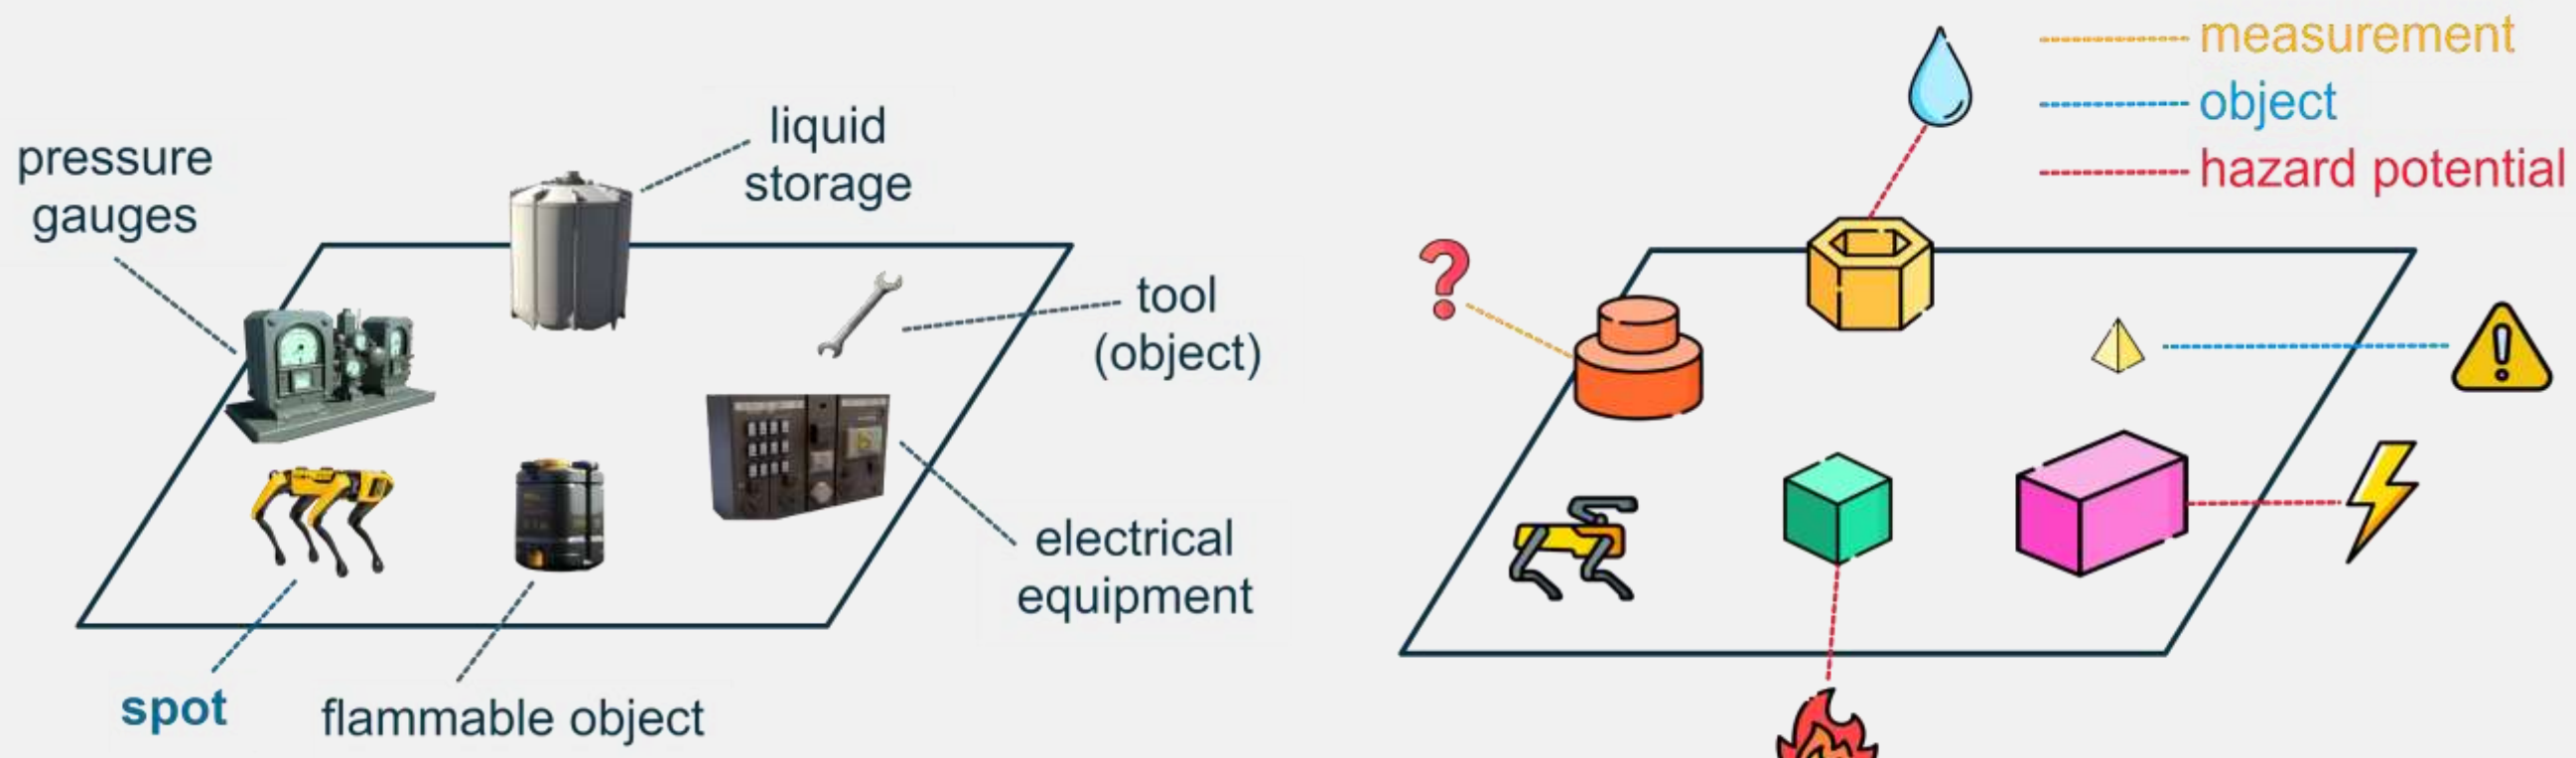 pressure
gauges
liquid
storage
tool
(object)
electrical
equipment
spot
flammable object
measurement
object
hazard potential